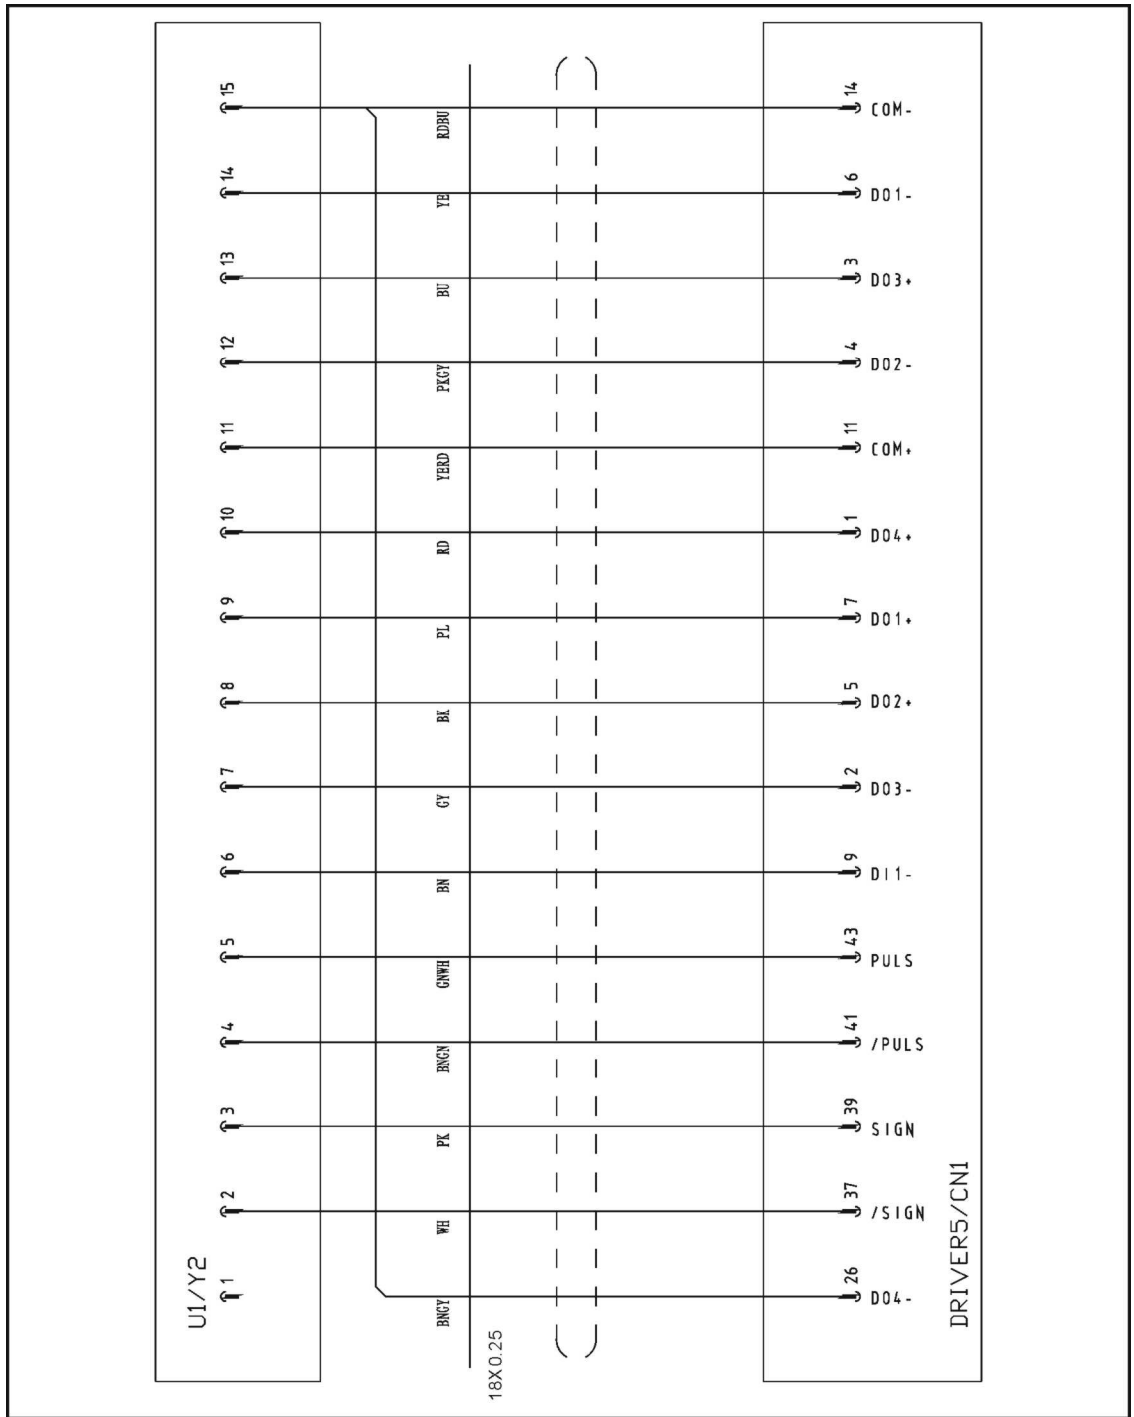 15 RDBU 14 COM-
14 YE 6 DO1-
13 BU 3 DO3+
12 PKGY 4 DO2-
11 YERD 11 COM+
10 RD 1 DO4+
9 PL 7 DO1+
8 BK 5 DO2+
7 GY 2 DO3-
6 BN 9 DI1-
5 GNWH 43 PULS
4 BNGN 41 /PULS
3 PK 39 SIGN
2 WH 37 /SIGN
1 BNGY 26 DO4-
U1/Y2
18X0.25
DRIVER5/CN1